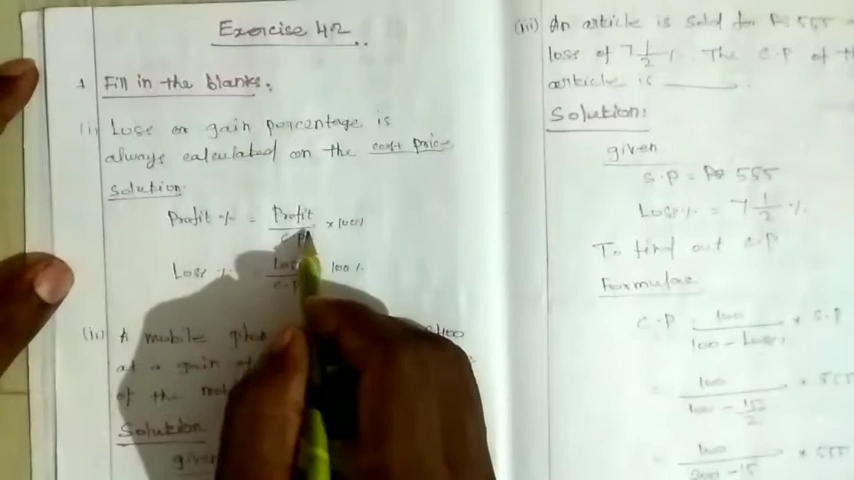 Exercise 4.2
1 Fill in the blanks.
(i) Loss or gain percentage is
always calculated on the cost price
solution
Profit % = Profit / C.P × 100%
Loss % = Loss / C.P 100%
(ii) A mobile
at a gain of
of the
Solution
given
(iii) An article is sold for Rs 555
loss of 7 1/2 %. The C.P of the
article is ______.
Solution:
given
S.P = Rs 555
Loss% = 7 1/2 %
To find out C.P
Formulae
C.P 100 / 100 - Loss% × S.P
= 100 / 100 - 15/2 × 555
= 100 / 200 - 15 × 555